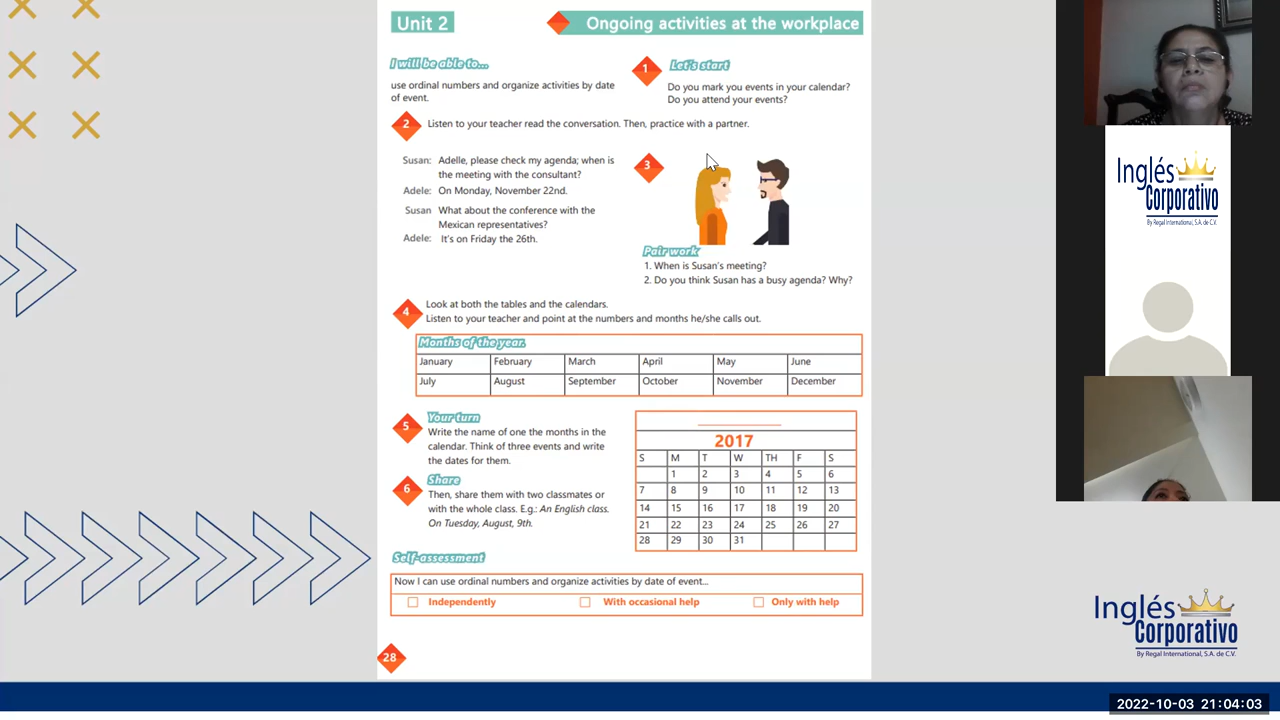 Unit 2
Ongoing activities at the workplace
I will be able to...
use ordinal numbers and organize activities by date
of event.
1
Let's start
Do you mark you events in your calendar?
Do you attend your events?
2
Listen to your teacher read the conversation. Then, practice with a partner.
Susan: Adelle, please check my agenda; when is
the meeting with the consultant?
Adele: On Monday, November 22nd.
Susan What about the conference with the
Mexican representatives?
Adele: It's on Friday the 26th.
3
Pair work
1. When is Susan's meeting?
2. Do you think Susan has a busy agenda? Why?
4
Look at both the tables and the calendars.
Listen to your teacher and point at the numbers and months he/she calls out.
Months of the year.
January February March April May June
July August September October November December
5
Your turn
Write the name of one the months in the
calendar. Think of three events and write
the dates for them.
6
Share
Then, share them with two classmates or
with the whole class. E.g.: An English class.
On Tuesday, August, 9th.
2017
S M T W TH F S
1 2 3 4 5 6
7 8 9 10 11 12 13
14 15 16 17 18 19 20
21 22 23 24 25 26 27
28 29 30 31
Self-assessment
Now I can use ordinal numbers and organize activities by date of event...
Independently With occasional help Only with help
28
Inglés
Corporativo
By Regal International, S.A. de C.V.
Inglés
Corporativo
By Regal International, S.A. de C.V.
2022-10-03 21:04:03